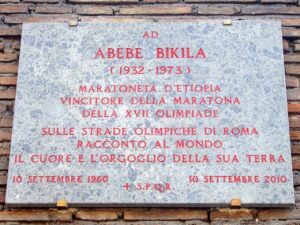 AD
ABEBE BIKILA
(1932 - 1973)
MARATONETA D'ETIOPIA
VINCITORE DELLA MARATONA
DELLA XVII OLIMPIADE
SULLE STRADE OLIMPICHE DI ROMA
RACCONTO AL MONDO
IL CUORE E L'ORGOGLIO DELLA SUA TERRA
10 SETTEMBRE 1960 10 SETTEMBRE 2010
+ S.P.Q.R.